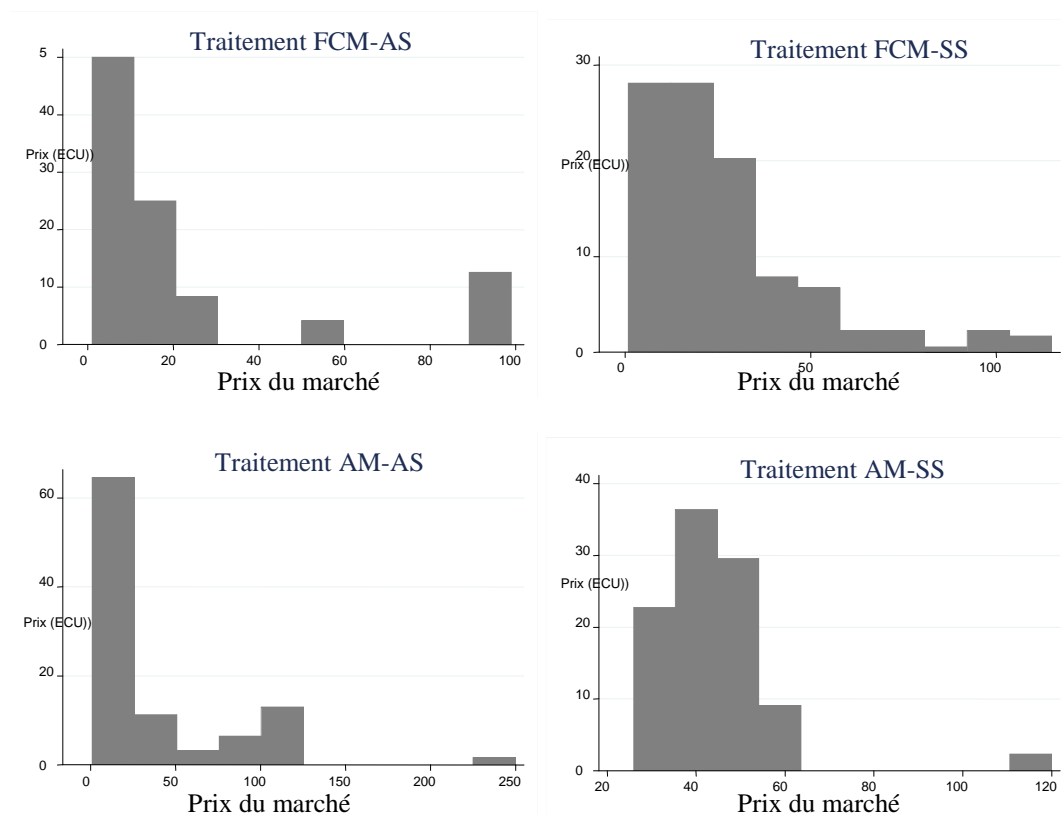 Traitement FCM-AS
5
40
Prix (ECU))
30
20
10
0
0 20 40 60 80 100
Prix du marché
Traitement FCM-SS
30
20
Prix (ECU))
10
0
0 50 100
Prix du marché
Traitement AM-AS
60
40
Prix (ECU))
20
0
0 50 100 150 200 250
Prix du marché
Traitement AM-SS
40
30
Prix (ECU))
20
10
0
20 40 60 80 100 120
Prix du marché